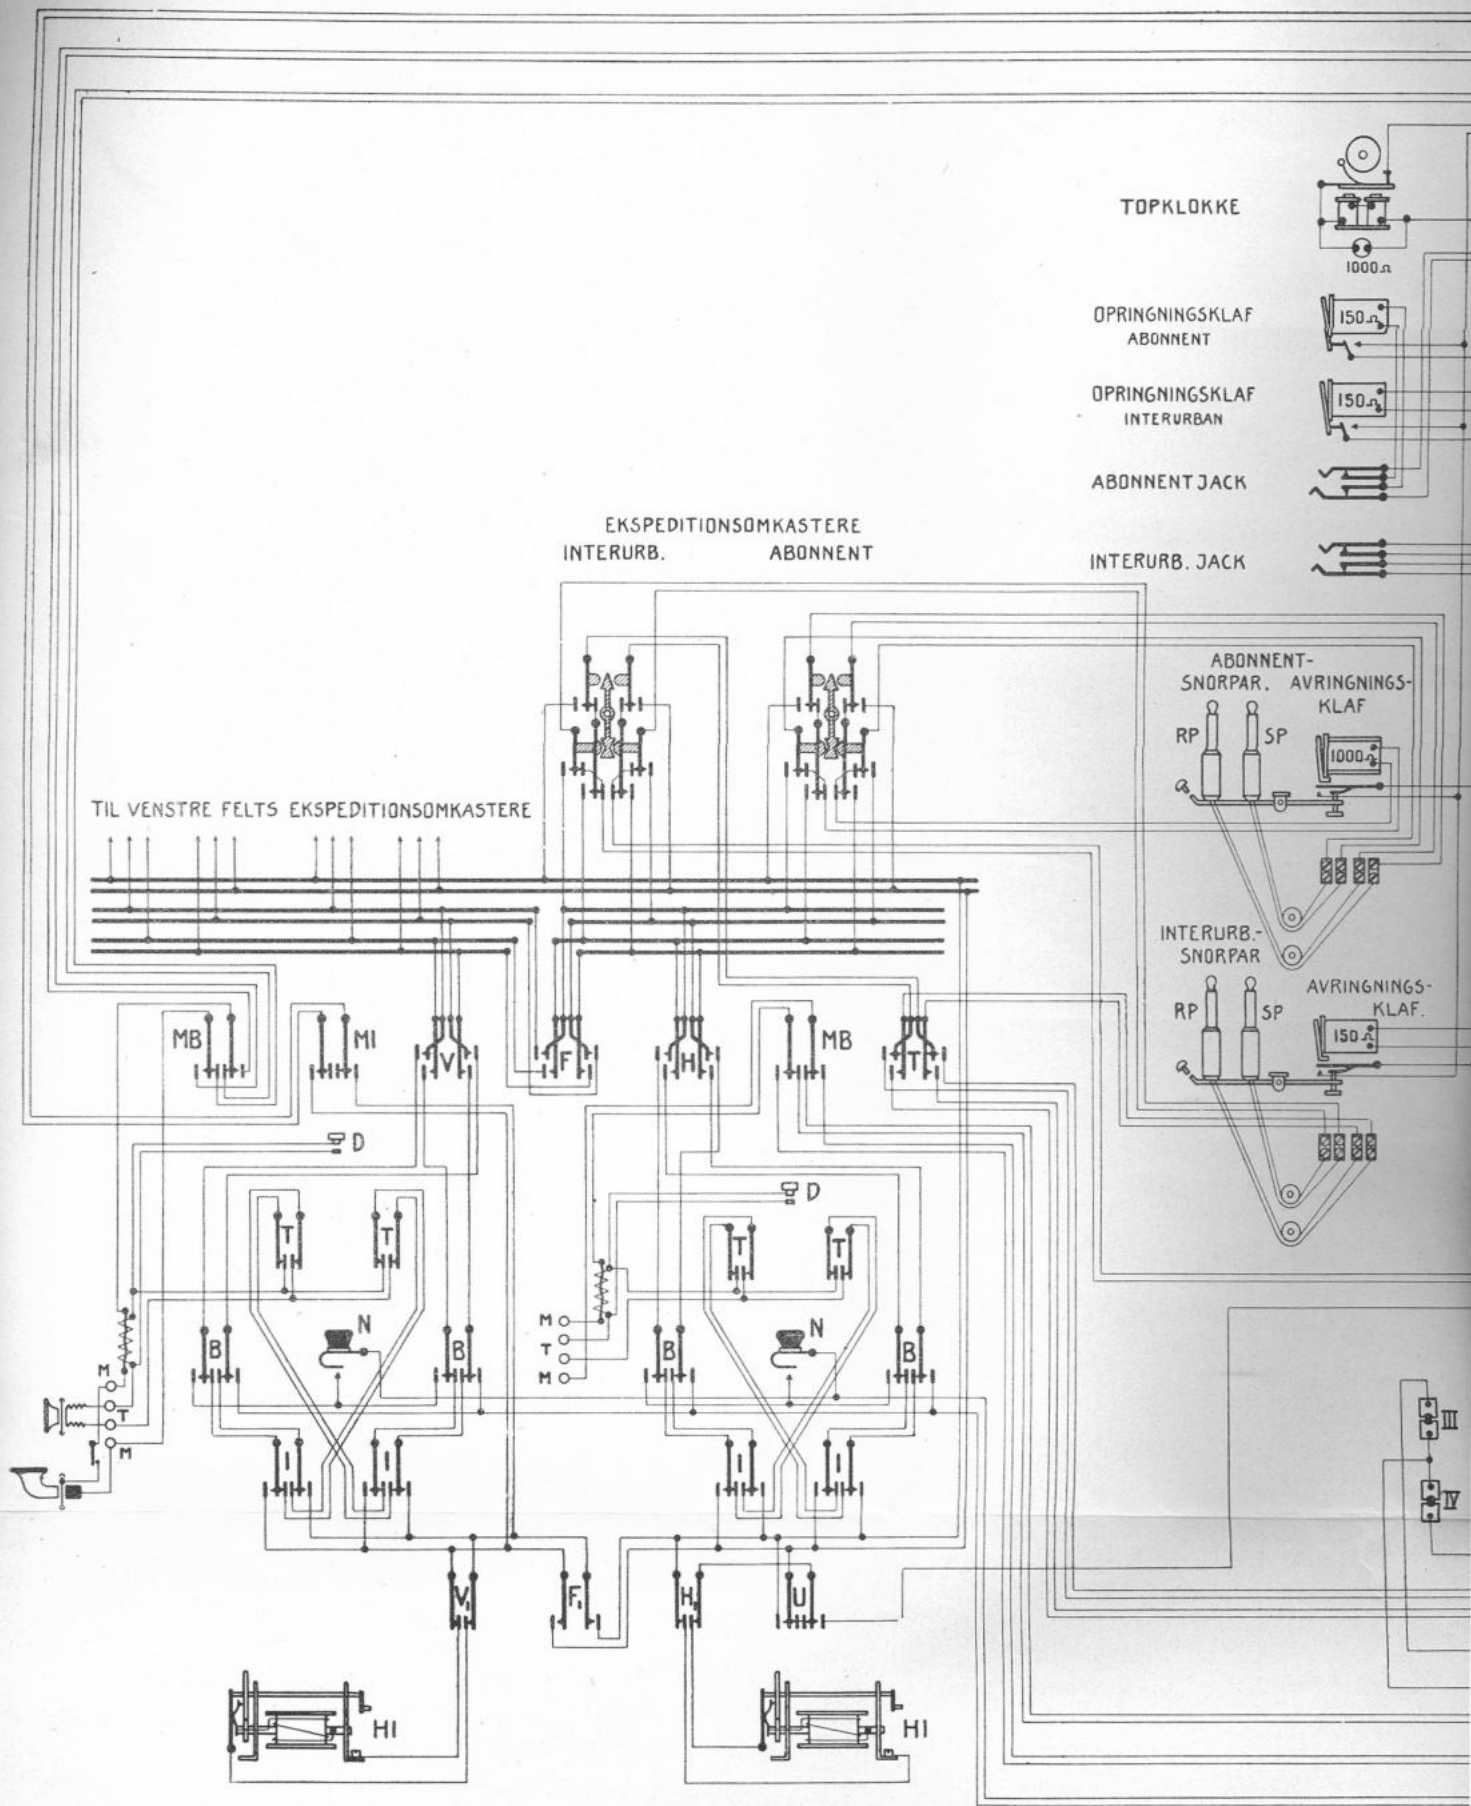 TOPKLOKKE
1000Ω
OPRINGNINGSKLAF
ABONNENT
150Ω
OPRINGNINGSKLAF
INTERURBAN
150Ω
ABONNENT JACK
INTERURB. JACK
EKSPEDITIONSOMKASTERE
INTERURB. ABONNENT
ABONNENT-
SNORPAR. AVRINGNINGS-
KLAF
RP SP
1000Ω
TIL VENSTRE FELTS EKSPEDITIONSOMKASTERE
INTERURB.-
SNORPAR
AVRINGNINGS-
KLAF.
RP SP
150Ω
MB MI V F H MB T
D
D
T T T T
N N
M
T
M
B B B B
M
T
M
I I I I
III
IV
V₁ F₁ H₁ U
HI HI